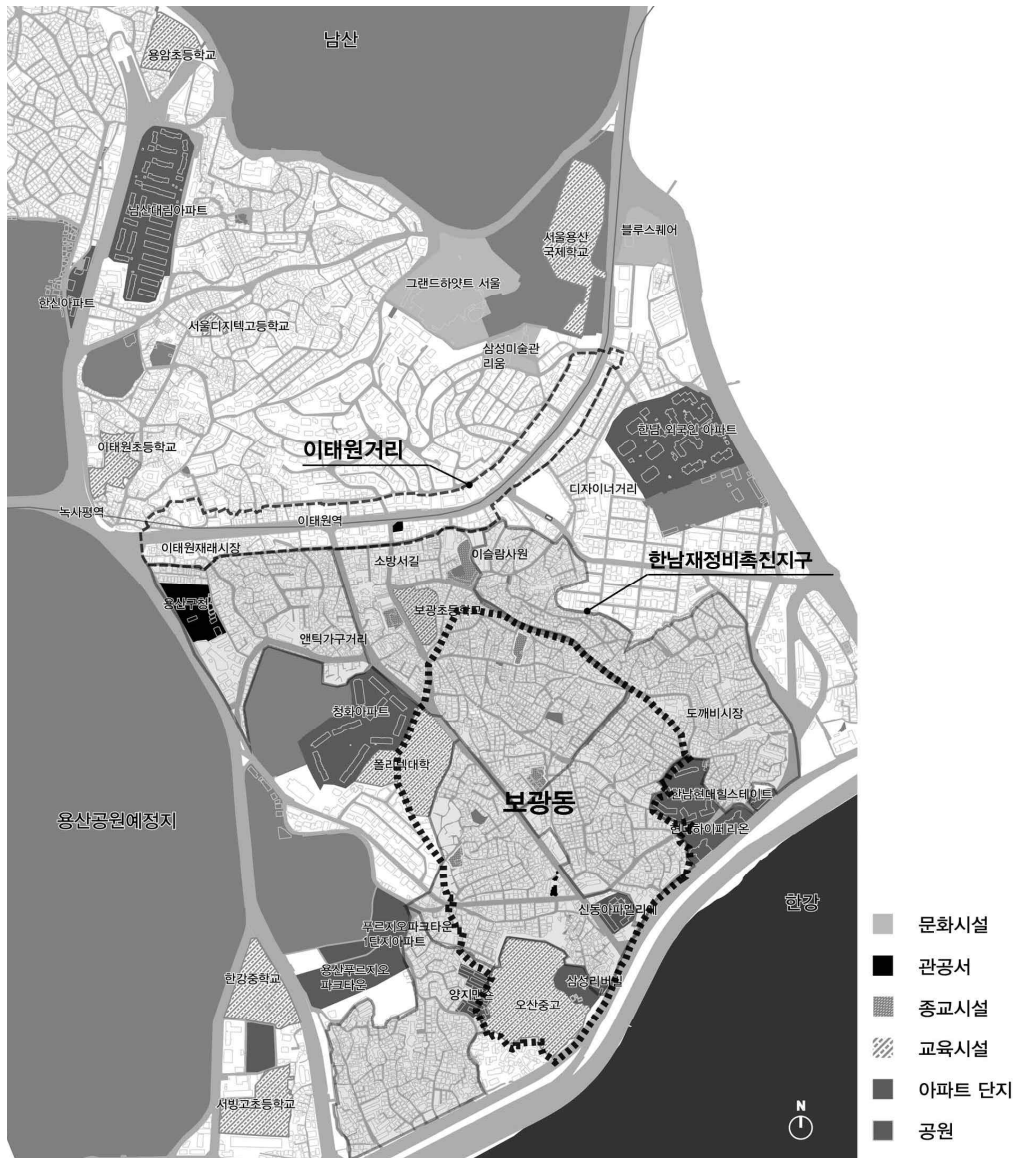 남산
용암초등학교
남산대림아파트
서울용산
국제학교
블루스퀘어
그랜드하얏트 서울
한신아파트
서울디지텍고등학교
삼성미술관
리움
한남 외국인 아파트
이태원초등학교
이태원거리
디자이너거리
녹사평역
이태원역
이태원재래시장
소방서길
이슬람사원
한남재정비촉진지구
용산구청
보광초등학교
앤틱가구거리
도깨비시장
청화아파트
폴리텍대학
한남현대힐스테이트
보광동
용산공원예정지
현대하이페리온
한강
신동아파밀리에
푸르지오파크타운
1단지아파트
용산푸르지오
파크타운
한강중학교
양지맨션
오산중고
삼성리버빌
서빙고초등학교
N
문화시설
관공서
종교시설
교육시설
아파트 단지
공원